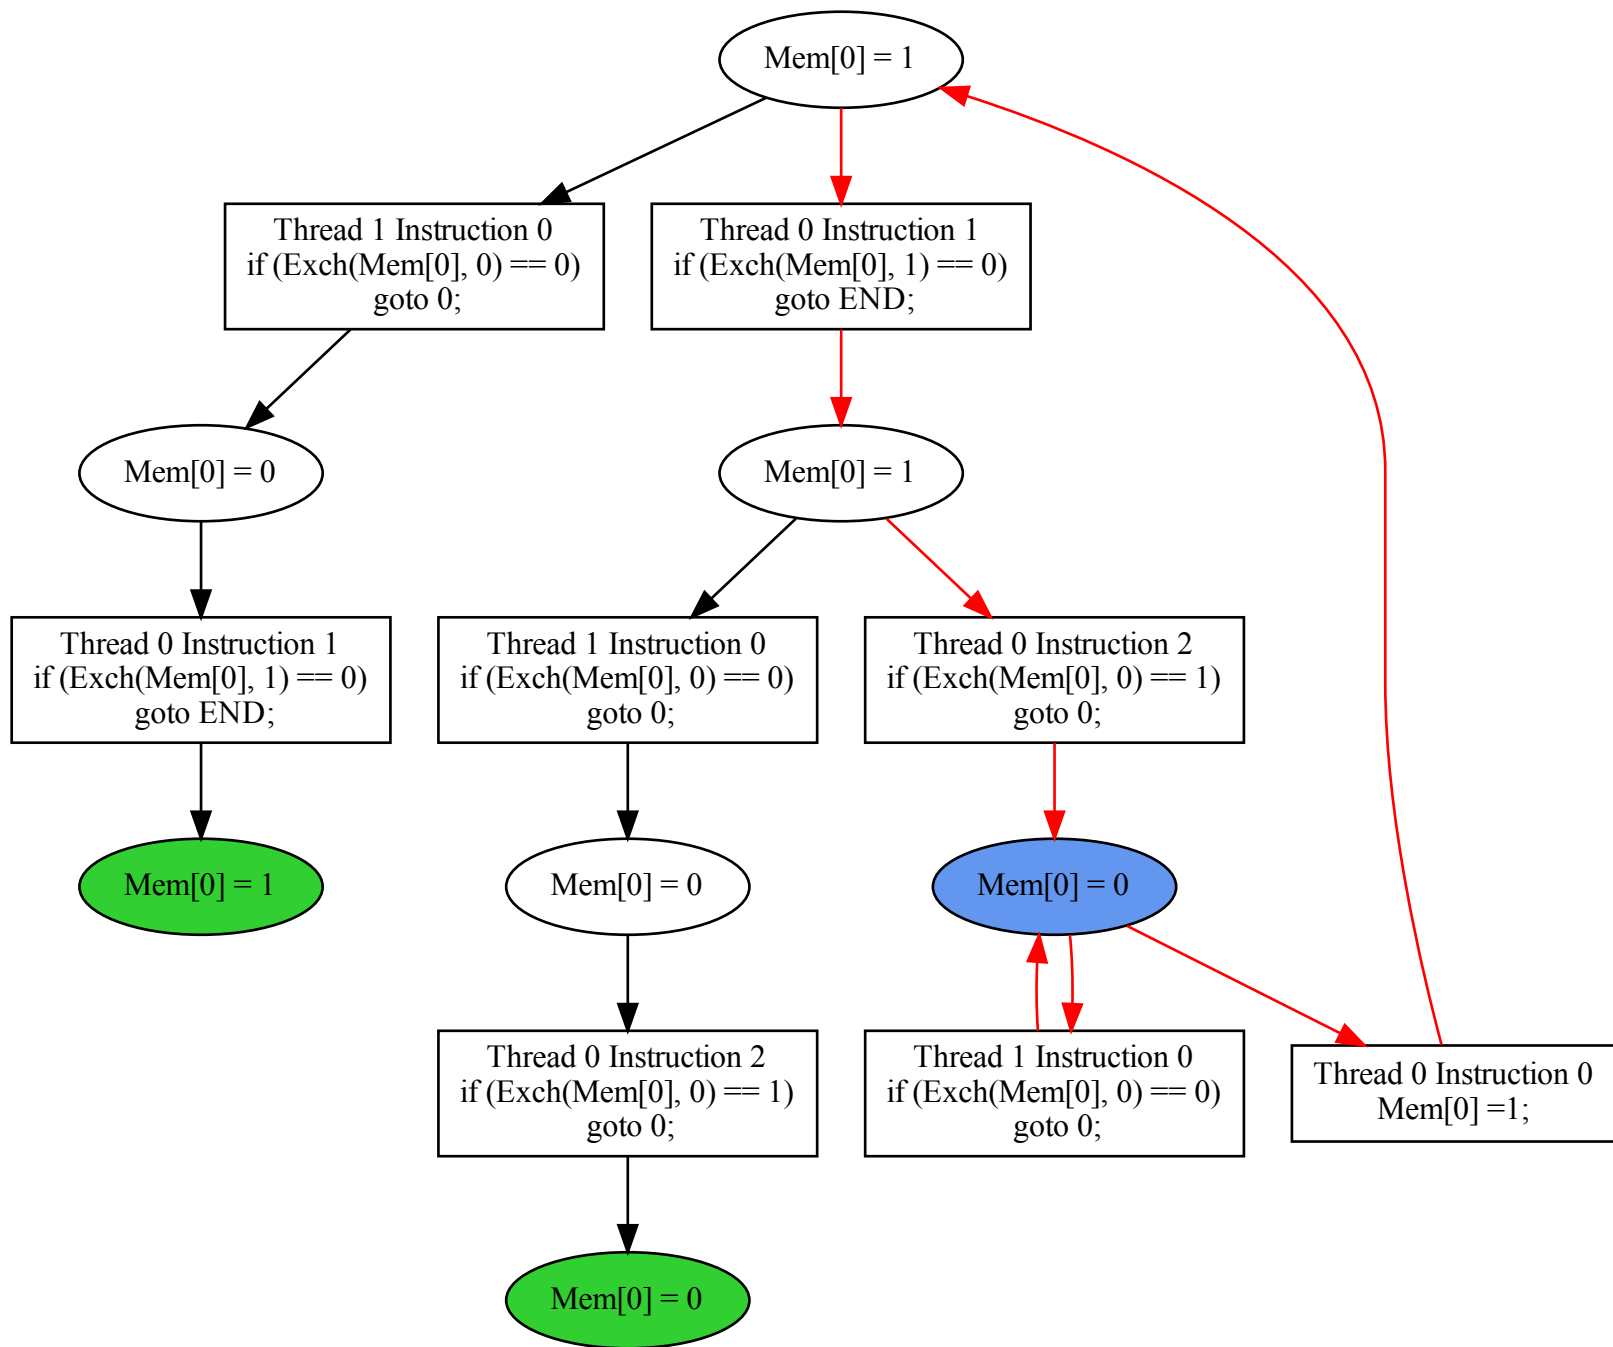 Mem[0] = 1
Thread 1 Instruction 0
if (Exch(Mem[0], 0) == 0)
goto 0;
Thread 0 Instruction 1
if (Exch(Mem[0], 1) == 0)
goto END;
Mem[0] = 0
Mem[0] = 1
Thread 0 Instruction 1
if (Exch(Mem[0], 1) == 0)
goto END;
Thread 1 Instruction 0
if (Exch(Mem[0], 0) == 0)
goto 0;
Thread 0 Instruction 2
if (Exch(Mem[0], 0) == 1)
goto 0;
Mem[0] = 1
Mem[0] = 0
Mem[0] = 0
Thread 0 Instruction 2
if (Exch(Mem[0], 0) == 1)
goto 0;
Thread 1 Instruction 0
if (Exch(Mem[0], 0) == 0)
goto 0;
Thread 0 Instruction 0
Mem[0] =1;
Mem[0] = 0